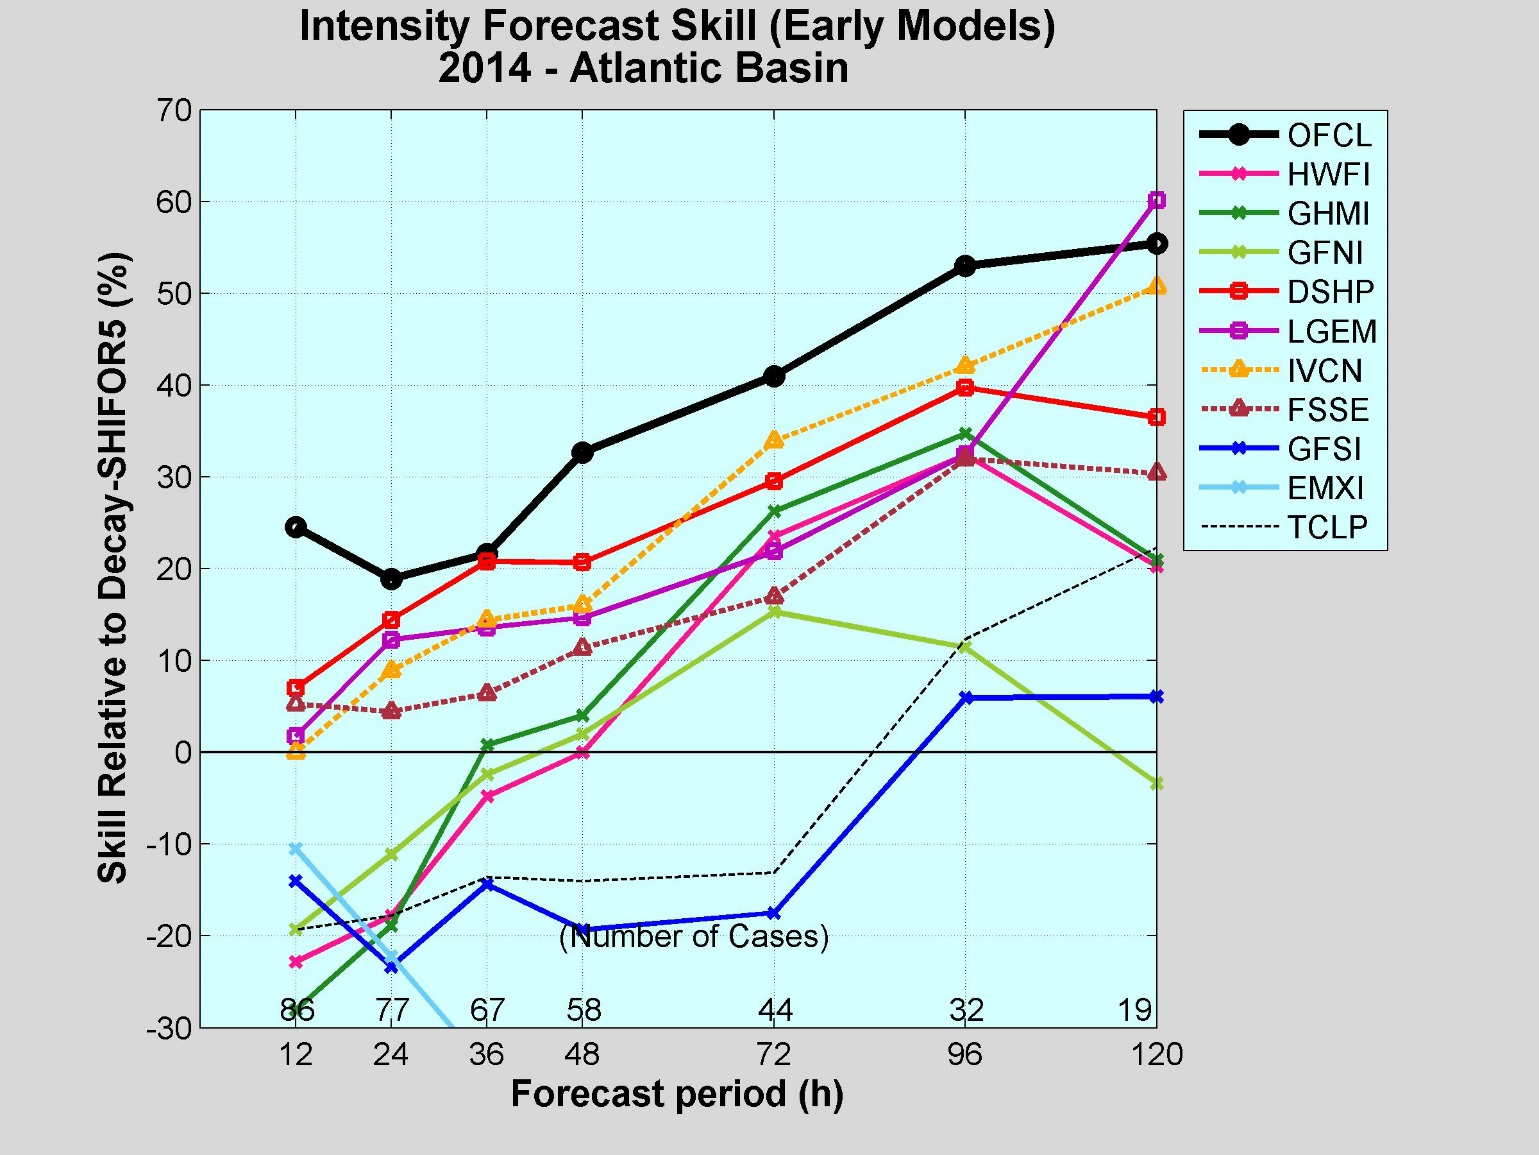 Intensity Forecast Skill (Early Models)
2014 - Atlantic Basin
Skill Relative to Decay-SHIFOR5 (%)
70
60
50
40
30
20
10
0
-10
-20
-30
OFCL
HWFI
GHMI
GFNI
DSHP
LGEM
IVCN
FSSE
GFSI
EMXI
TCLP
(Number of Cases)
86 77 67 58 44 32 19
12 24 36 48 72 96 120
Forecast period (h)